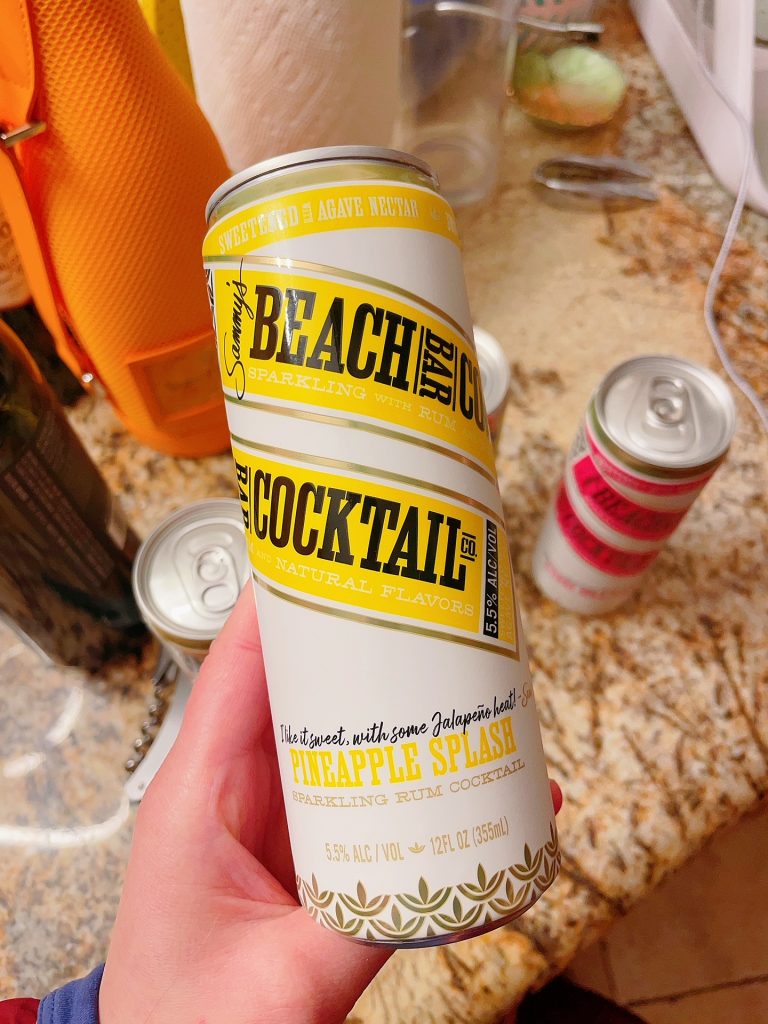 SWEETENED WITH AGAVE NECTAR
Sammy's
BEACH BAR CO
SPARKLING WITH RUM
BAR COCKTAIL CO.
AND NATURAL FLAVORS
5.5% ALC/VOL
I like it sweet, with some Jalapeño heat!
PINEAPPLE SPLASH
SPARKLING RUM COCKTAIL
5.5% ALC / VOL 12FL OZ (355mL)